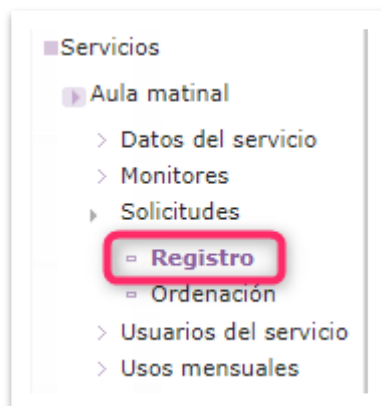 Servicios
Aula matinal
Datos del servicio
Monitores
Solicitudes
Registro
Ordenación
Usuarios del servicio
Usos mensuales